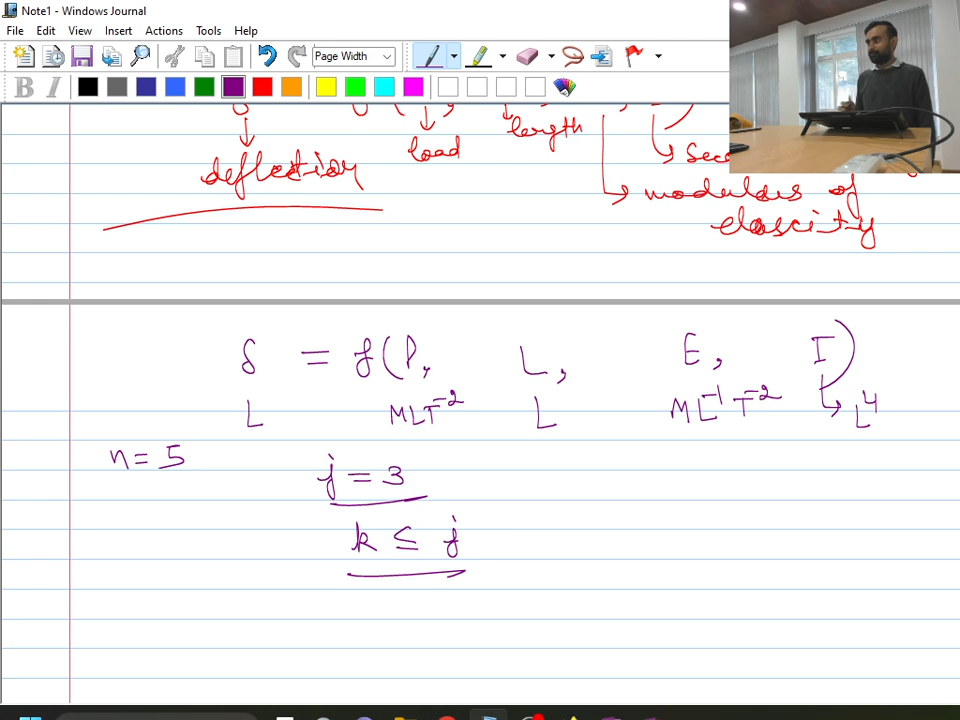 Note1 - Windows Journal
File Edit View Insert Actions Tools Help
Page Width
B I
↓ ↓ ↓
deflection load length ↳ Sec
↳ modulus of
elascity
δ = f(P, L, E, I)
L MLT⁻² L ML⁻¹T⁻² ↳ L⁴
n = 5
j = 3
k ≤ j